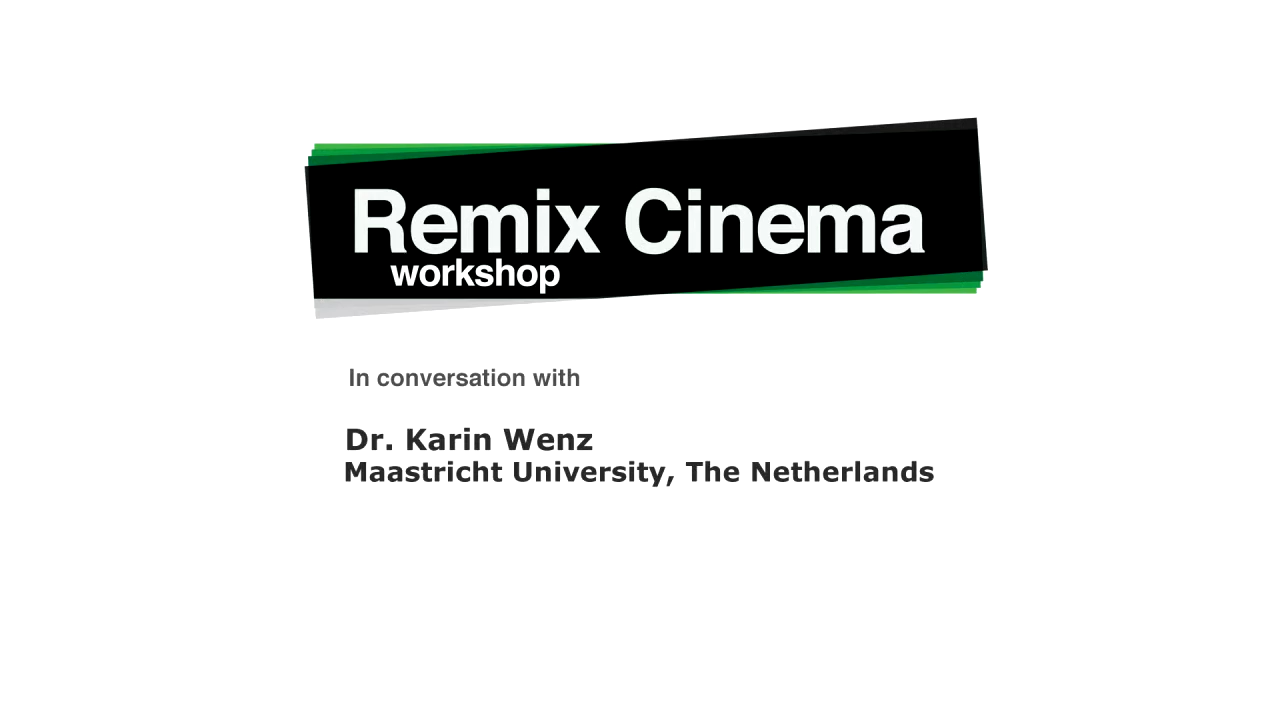 Remix Cinema
workshop
In conversation with
Dr. Karin Wenz
Maastricht University, The Netherlands